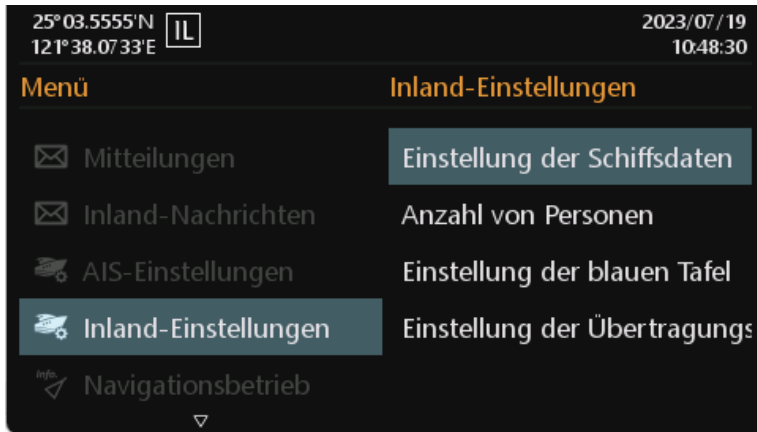 25°03.5555'N
121°38.0733'E
IL
2023/07/19
10:48:30
Menü
Inland-Einstellungen
Mitteilungen
Inland-Nachrichten
AIS-Einstellungen
Inland-Einstellungen
Info.
Navigationsbetrieb
Einstellung der Schiffsdaten
Anzahl von Personen
Einstellung der blauen Tafel
Einstellung der Übertragungs